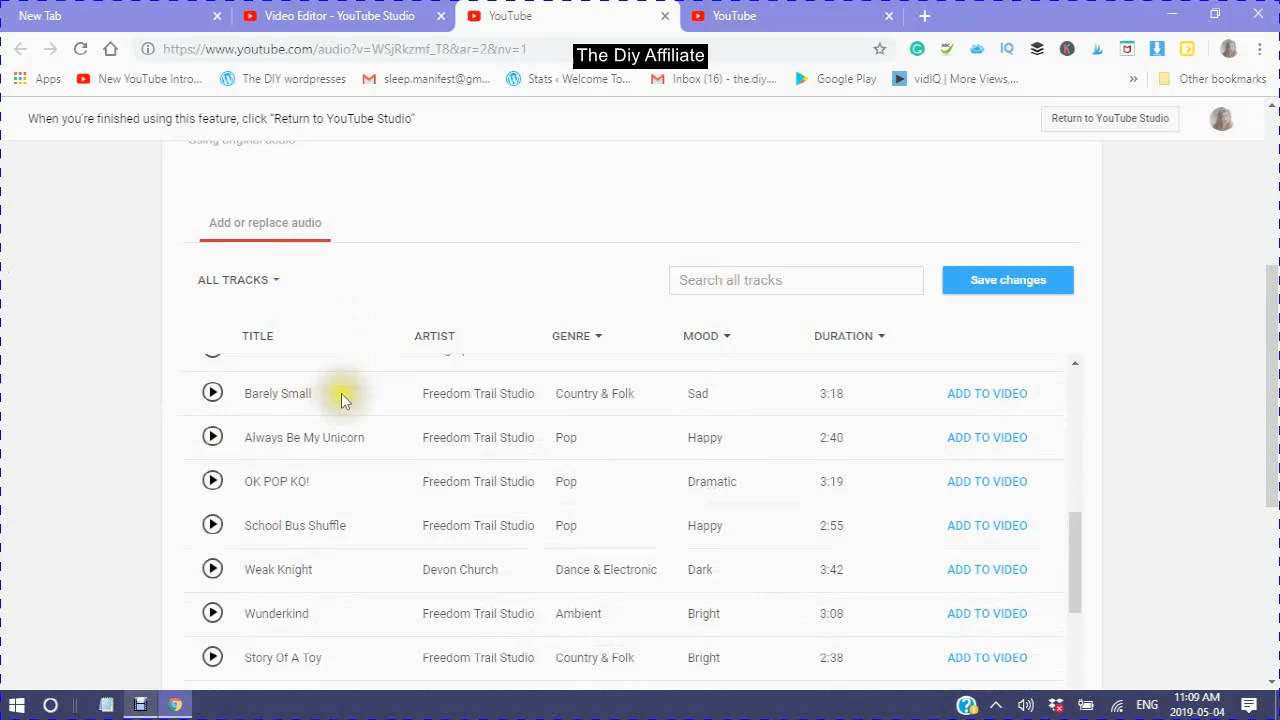 New Tab
Video Editor - YouTube Studio
YouTube
YouTube
https://www.youtube.com/audio?v=WSjRkzmf_T8&ar=2&nv=1
The Diy Affiliate
Apps
New YouTube Intro...
The DIY wordpresses
sleep.manifest@gm...
Stats ‹ Welcome To...
Google Play
vidIQ | More Views,...
Other bookmarks
When you're finished using this feature, click "Return to YouTube Studio"
Return to YouTube Studio
Using original audio
Add or replace audio
ALL TRACKS
Search all tracks
Save changes
TITLE ARTIST GENRE MOOD DURATION
Barely Small Freedom Trail Studio Country & Folk Sad 3:18 ADD TO VIDEO
Always Be My Unicorn Freedom Trail Studio Pop Happy 2:40 ADD TO VIDEO
OK POP KO! Freedom Trail Studio Pop Dramatic 3:19 ADD TO VIDEO
School Bus Shuffle Freedom Trail Studio Pop Happy 2:55 ADD TO VIDEO
Weak Knight Devon Church Dance & Electronic Dark 3:42 ADD TO VIDEO
Wunderkind Freedom Trail Studio Ambient Bright 3:08 ADD TO VIDEO
Story Of A Toy Freedom Trail Studio Country & Folk Bright 2:38 ADD TO VIDEO
ENG
11:09 AM
2019-05-04